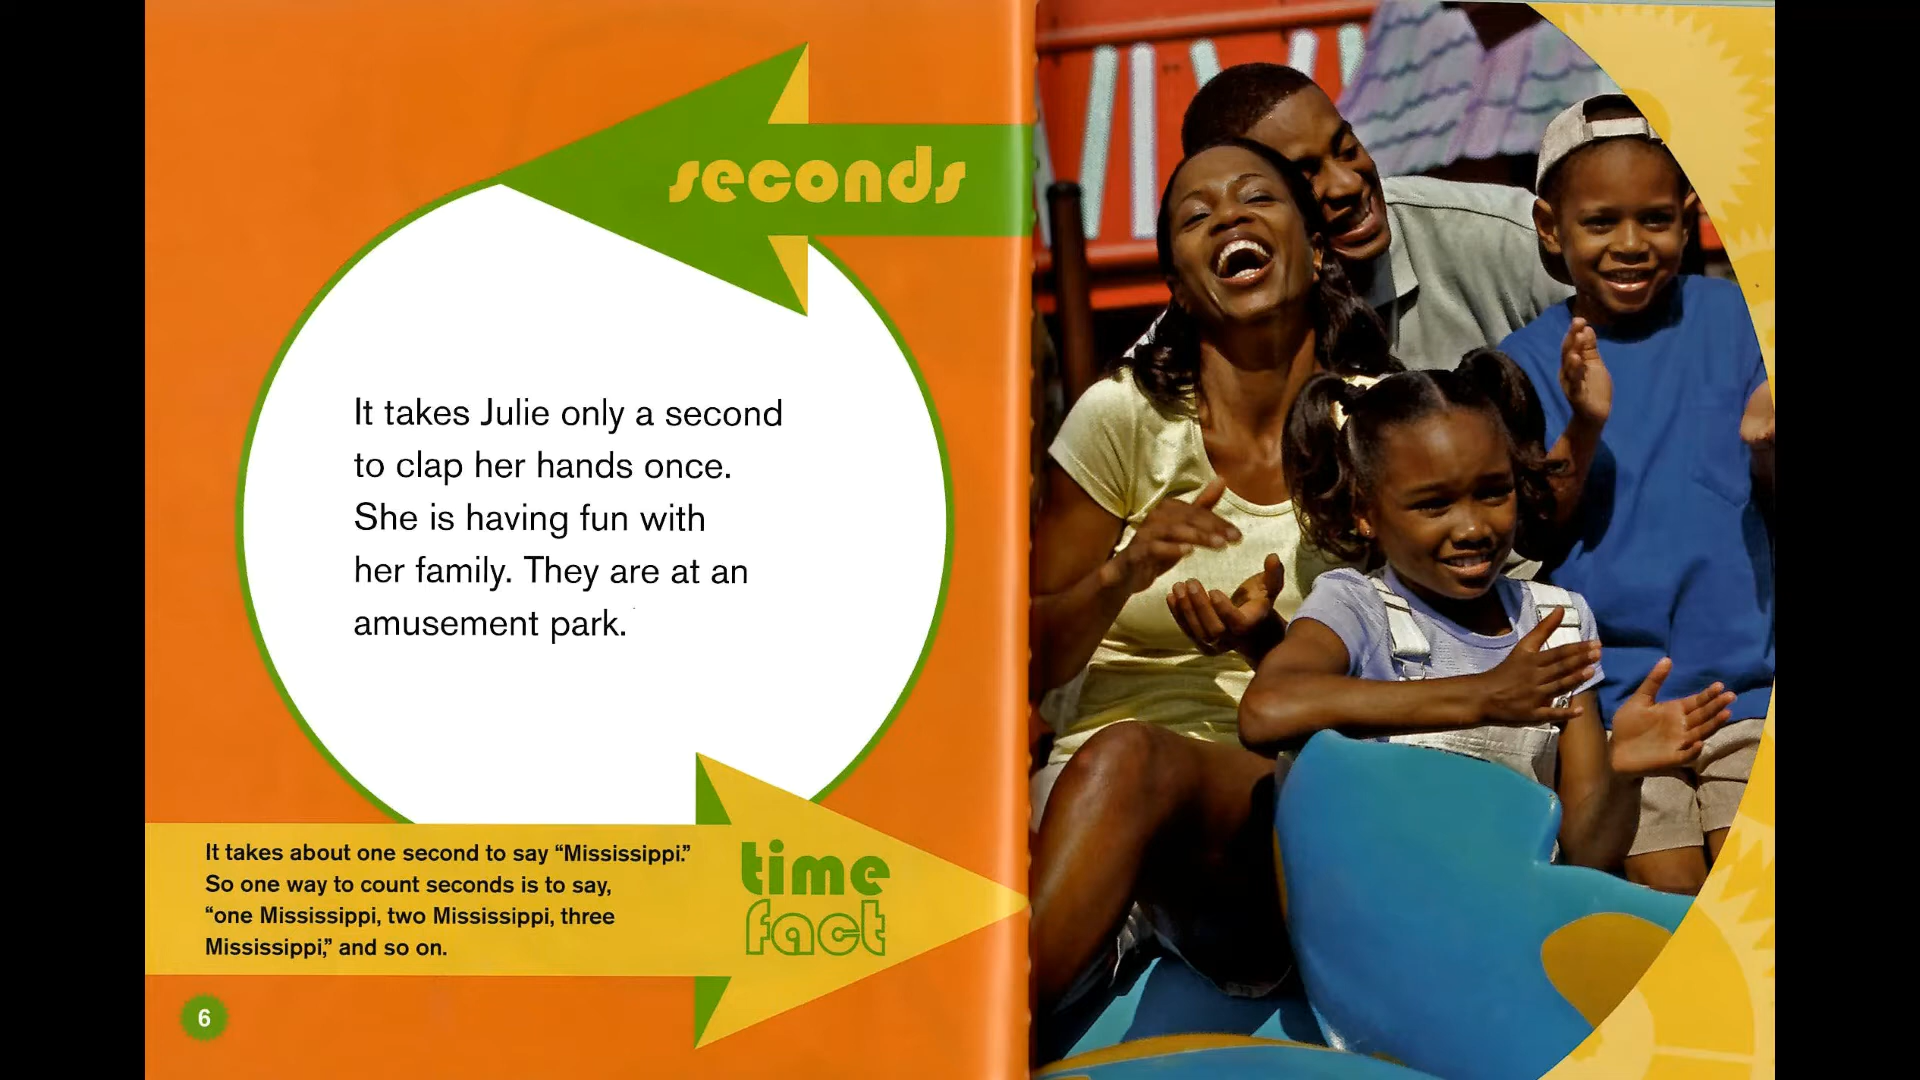 seconds
It takes Julie only a second
to clap her hands once.
She is having fun with
her family. They are at an
amusement park.
It takes about one second to say “Mississippi.”
So one way to count seconds is to say,
“one Mississippi, two Mississippi, three
Mississippi,” and so on.
time
fact
6